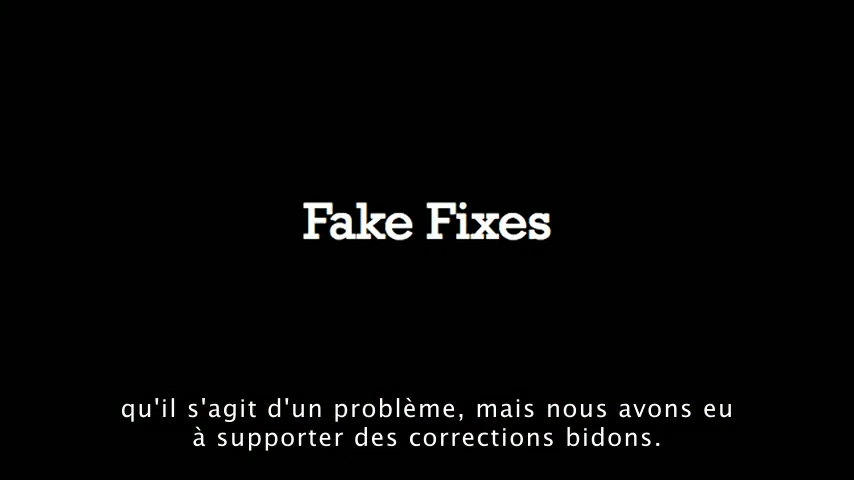 Fake Fixes
qu'il s'agit d'un problème, mais nous avons eu
à supporter des corrections bidons.